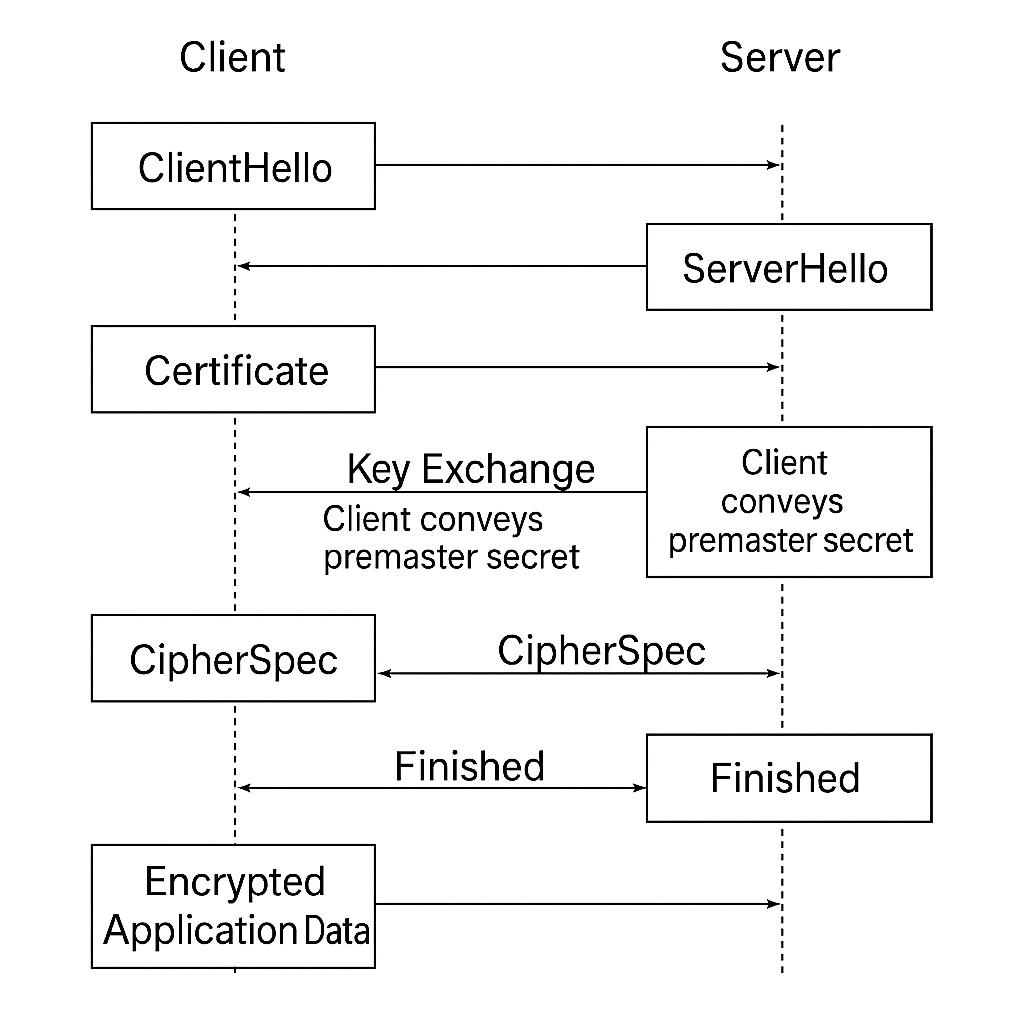 Client
Server
ClientHello
ServerHello
Certificate
Key Exchange
Client conveys
premaster secret
Client
conveys
premaster secret
CipherSpec
CipherSpec
Finished
Finished
Encrypted
Application Data